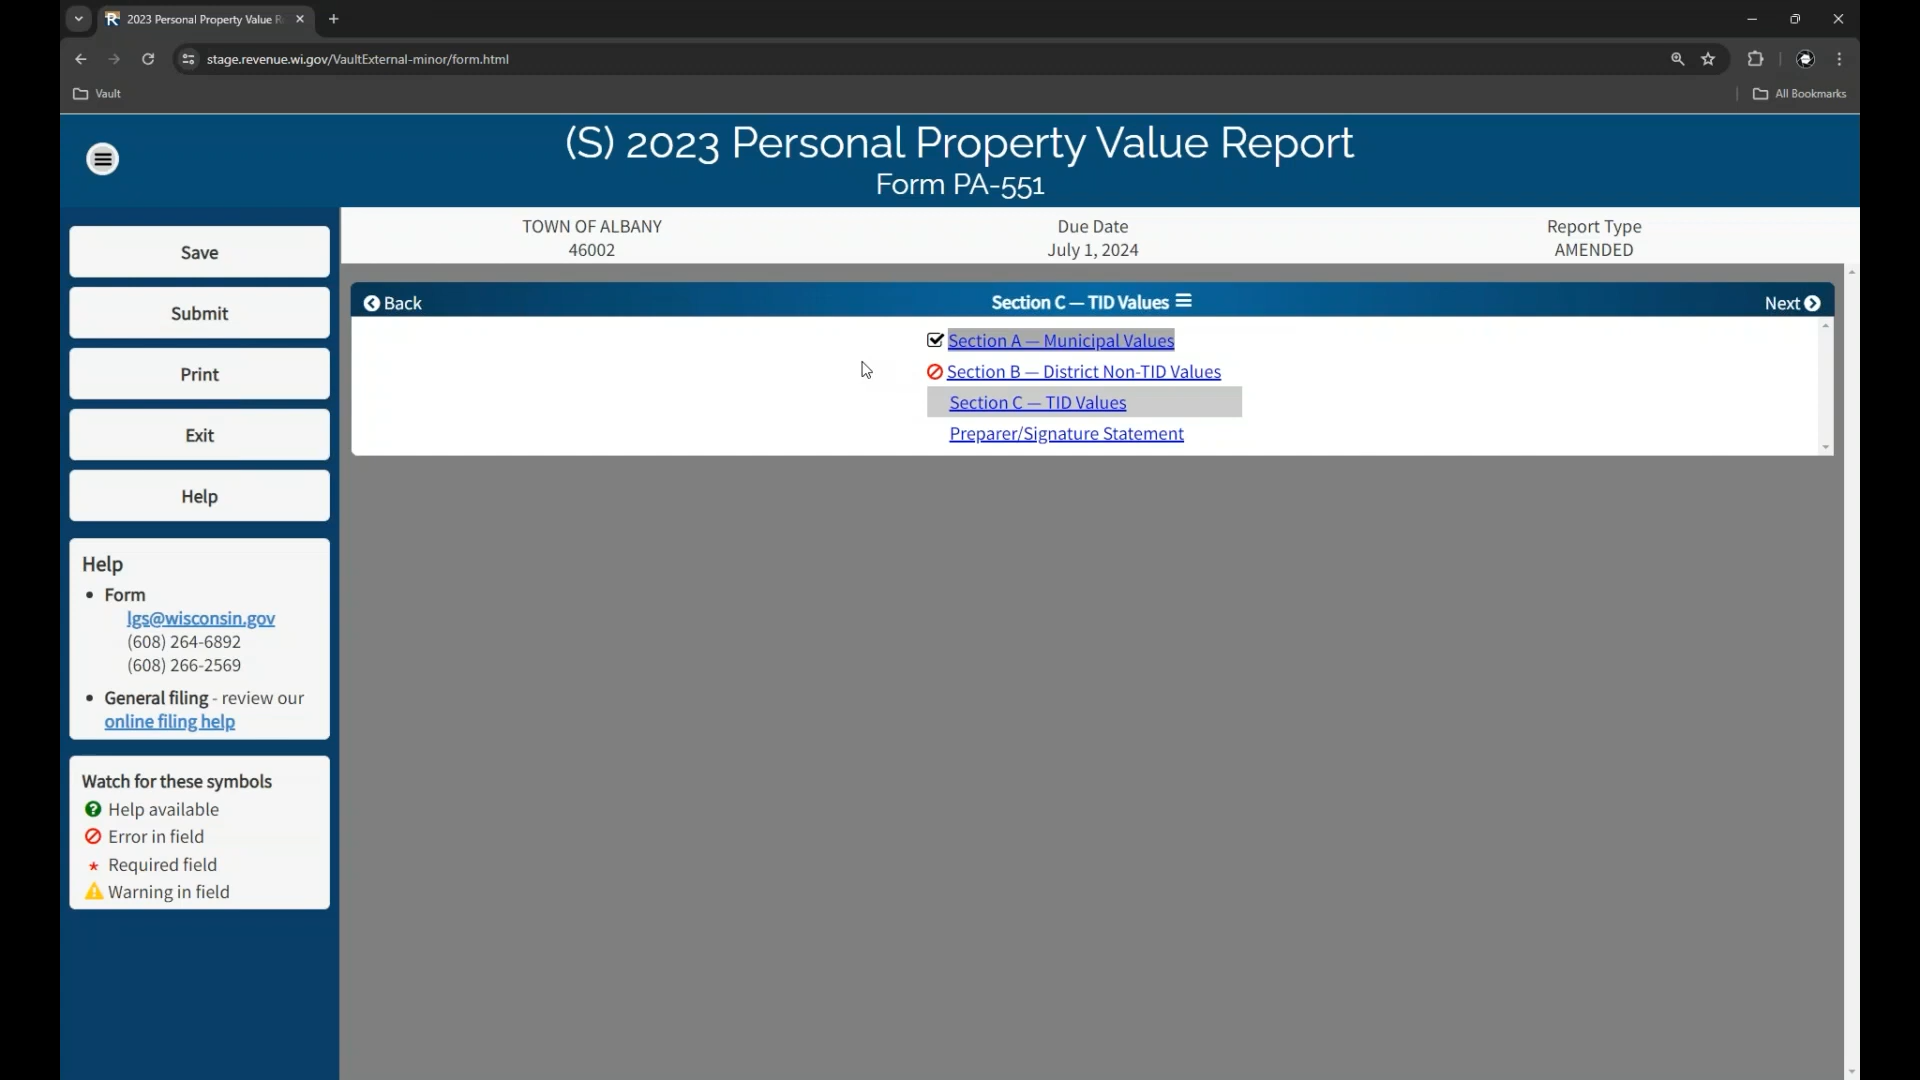 2023 Personal Property Value R
stage.revenue.wi.gov/VaultExternal-minor/form.html
Vault
All Bookmarks
(S) 2023 Personal Property Value Report
Form PA-551
Save
Submit
Print
Exit
Help
Help
• Form
lgs@wisconsin.gov
(608) 264-6892
(608) 266-2569
• General filing - review our
online filing help
Watch for these symbols
Help available
Error in field
* Required field
Warning in field
TOWN OF ALBANY
46002
Due Date
July 1, 2024
Report Type
AMENDED
Back
Section C — TID Values
Next
Section A — Municipal Values
Section B — District Non-TID Values
Section C — TID Values
Preparer/Signature Statement